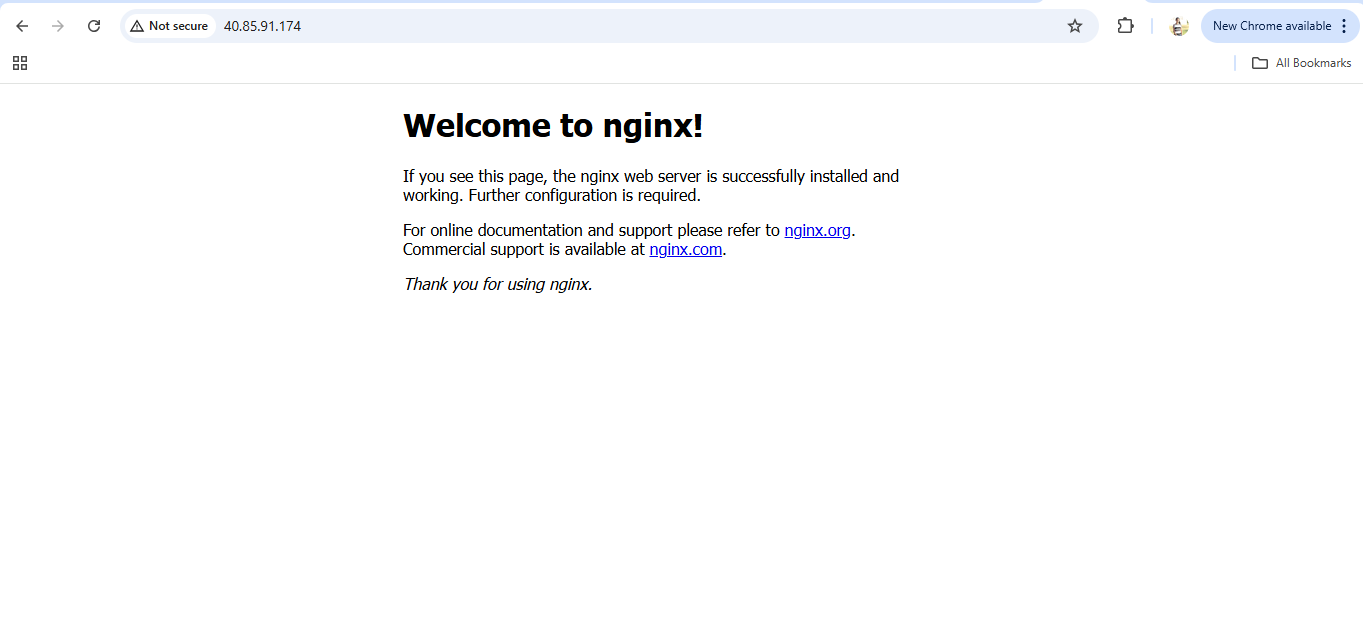 Not secure
40.85.91.174
New Chrome available
All Bookmarks
Welcome to nginx!
If you see this page, the nginx web server is successfully installed and
working. Further configuration is required.
For online documentation and support please refer to nginx.org.
Commercial support is available at nginx.com.
Thank you for using nginx.